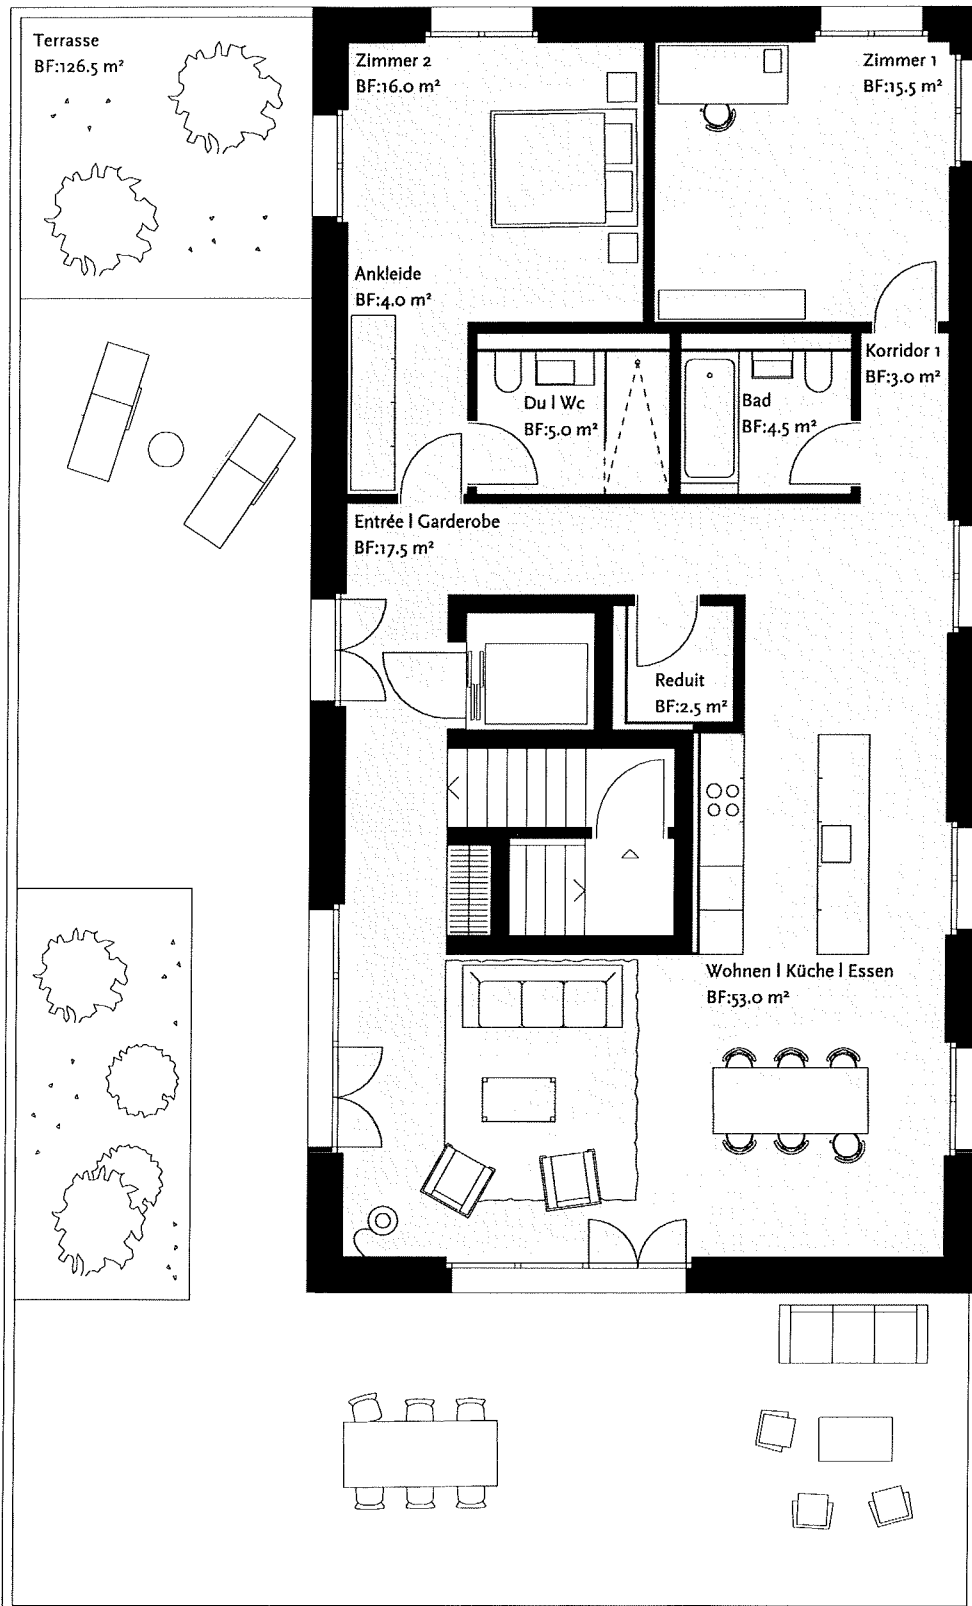 Terrasse
BF:126.5 m²
Zimmer 2
BF:16.0 m²
Zimmer 1
BF:15.5 m²
Ankleide
BF:4.0 m²
Korridor 1
BF:3.0 m²
Du | Wc
BF:5.0 m²
Bad
BF:4.5 m²
Entrée | Garderobe
BF:17.5 m²
Reduit
BF:2.5 m²
Wohnen | Küche | Essen
BF:53.0 m²